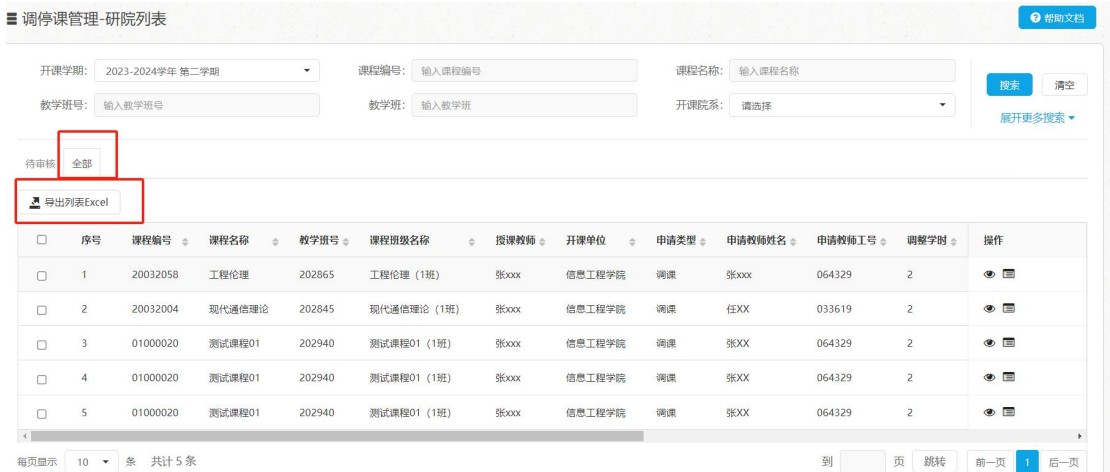 调停课管理-研院列表
帮助文档
开课学期: 2023-2024学年 第二学期 课程编号: 输入课程编号 课程名称: 输入课程名称
搜索 清空
教学班号: 输入教学班号 教学班: 输入教学班 开课院系: 请选择
展开更多搜索
待审核 全部
导出列表Excel
序号 课程编号 课程名称 教学班号 课程班级名称 授课教师 开课单位 申请类型 申请教师姓名 申请教师工号 调整学时 操作
1 20032058 工程伦理 202865 工程伦理 (1班) 张xxx 信息工程学院 调课 张xxx 064329 2
2 20032004 现代通信理论 202845 现代通信理论 (1班) 张xxx 信息工程学院 调课 任XX 033619 2
3 01000020 测试课程01 202940 测试课程01 (1班) 张xxx 信息工程学院 调课 张XX 064329 2
4 01000020 测试课程01 202940 测试课程01 (1班) 张xxx 信息工程学院 调课 张XX 064329 2
5 01000020 测试课程01 202940 测试课程01 (1班) 张xxx 信息工程学院 调课 张XX 064329 2
每页显示 10 条 共计 5 条 到 页 跳转 前一页 1 后一页